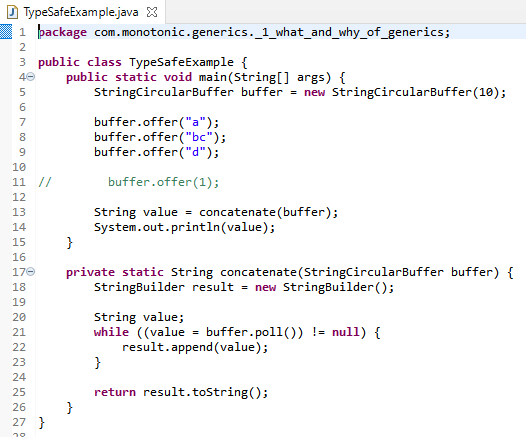 TypeSafeExample.java
1 package com.monotonic.generics._1_what_and_why_of_generics;
2
3 public class TypeSafeExample {
4     public static void main(String[] args) {
5         StringCircularBuffer buffer = new StringCircularBuffer(10);
6
7         buffer.offer("a");
8         buffer.offer("bc");
9         buffer.offer("d");
10
11 //        buffer.offer(1);
12
13         String value = concatenate(buffer);
14         System.out.println(value);
15     }
16
17     private static String concatenate(StringCircularBuffer buffer) {
18         StringBuilder result = new StringBuilder();
19
20         String value;
21         while ((value = buffer.poll()) != null) {
22             result.append(value);
23         }
24
25         return result.toString();
26     }
27 }
28